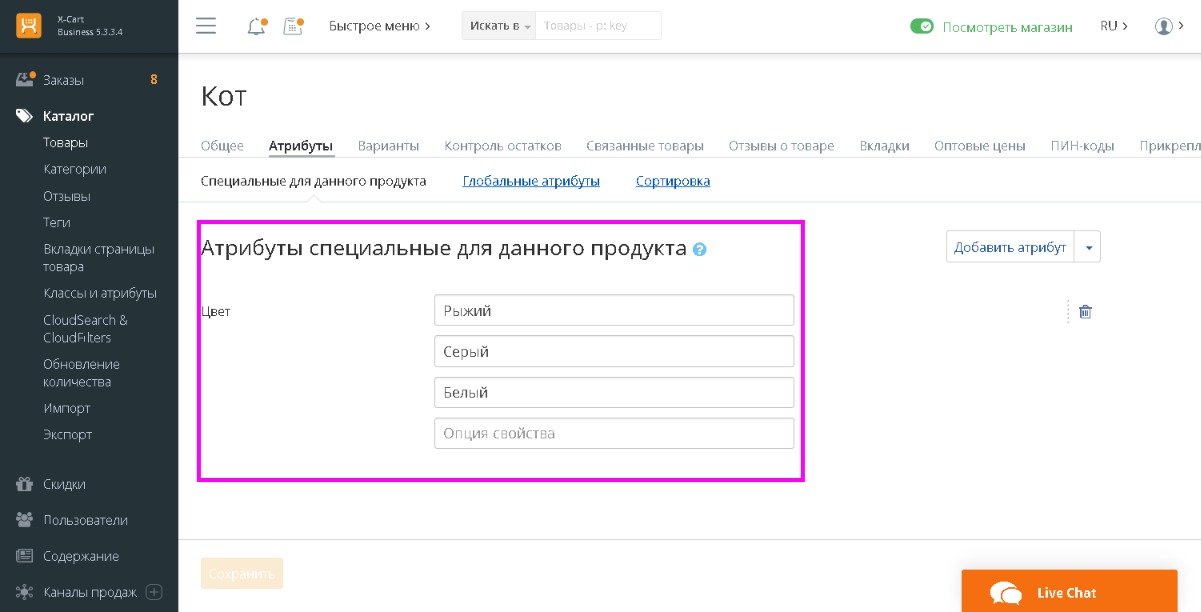 X-Cart
Business 5.3.3.4
Быстрое меню
Искать в
Товары - p: key
Посмотреть магазин
RU
Заказы
8
Каталог
Товары
Категории
Отзывы
Теги
Вкладки страницы
товара
Классы и атрибуты
CloudSearch &
CloudFilters
Обновление
количества
Импорт
Экспорт
Скидки
Пользователи
Содержание
Каналы продаж
Кот
Общее
Атрибуты
Варианты
Контроль остатков
Связанные товары
Отзывы о товаре
Вкладки
Оптовые цены
ПИН-коды
Прикрепл
Специальные для данного продукта
Глобальные атрибуты
Сортировка
Атрибуты специальные для данного продукта ?
Добавить атрибут
Цвет
Рыжий
Серый
Белый
Опция свойства
Сохранить
Live Chat